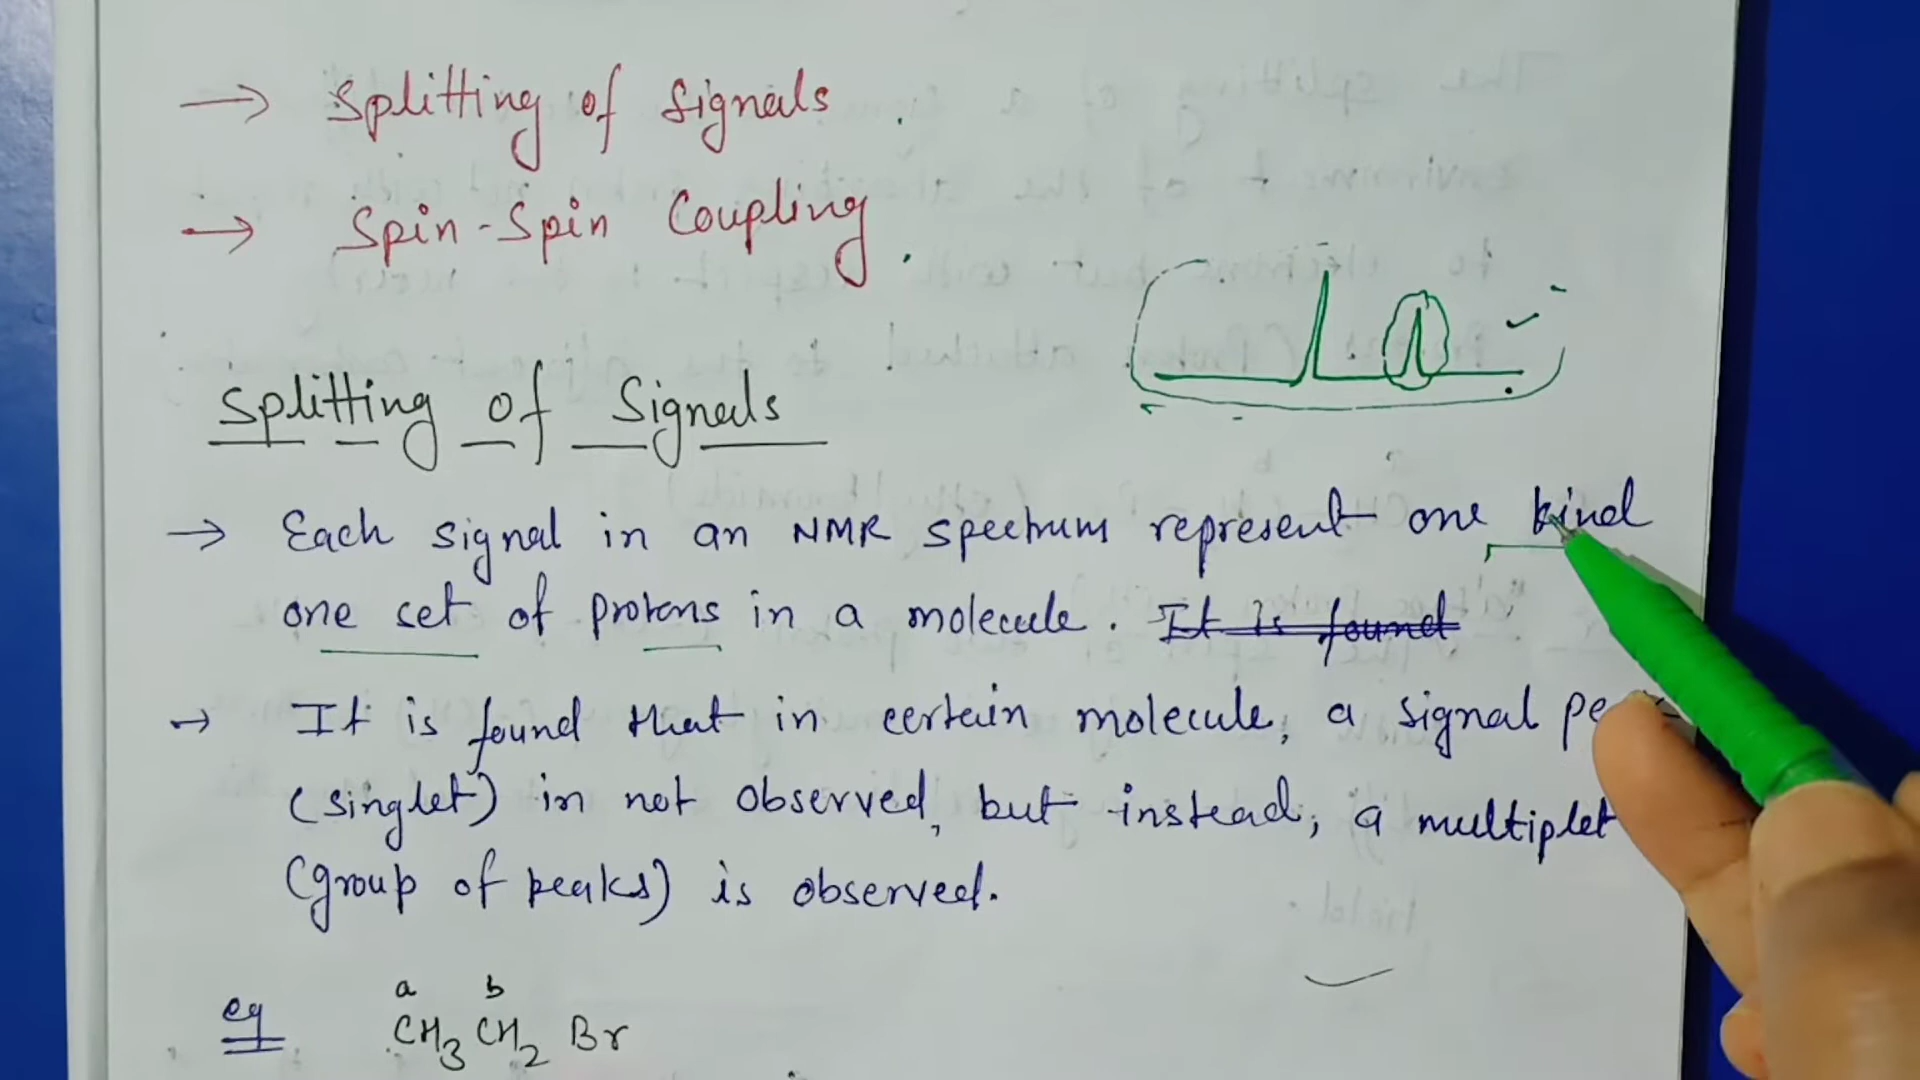 → Splitting of Signals.
→ Spin-Spin Coupling.
Splitting of Signals
→ Each signal in an NMR spectrum represent one kind
one set of protons in a molecule. It is found
→ It is found that in certain molecule, a signal
(singlet) in not observed, but instead, a multiplet
(group of peaks) is observed.
a b
eg CH3 CH2 Br